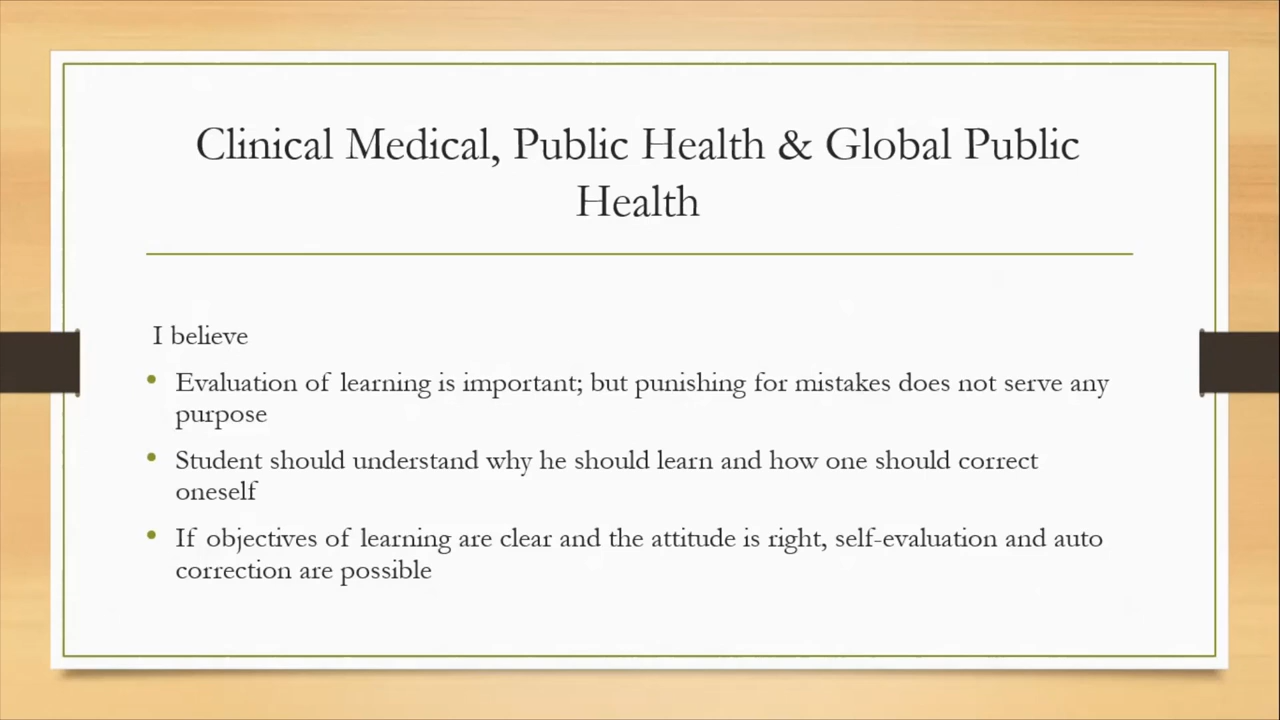 Clinical Medical, Public Health & Global Public
Health
I believe
• Evaluation of learning is important; but punishing for mistakes does not serve any
purpose
• Student should understand why he should learn and how one should correct
oneself
• If objectives of learning are clear and the attitude is right, self-evaluation and auto
correction are possible